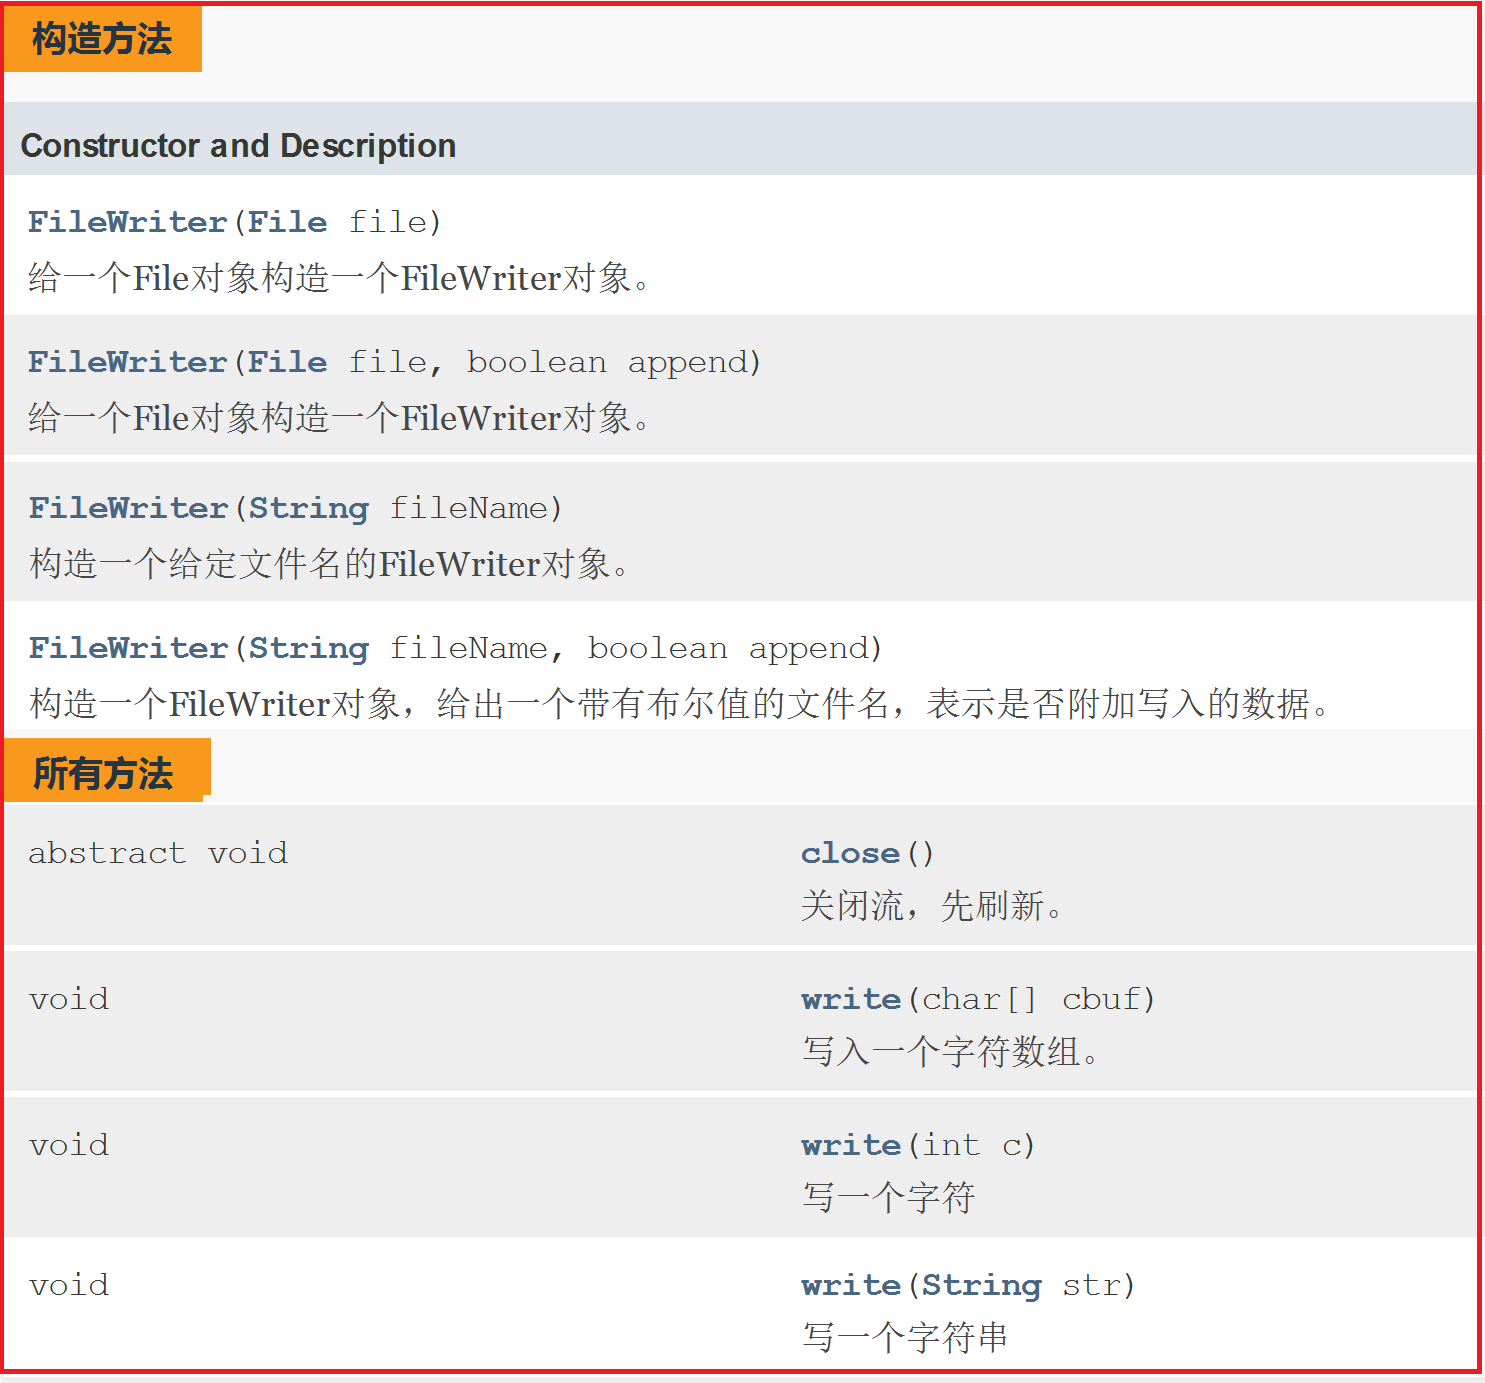 构造方法
Constructor and Description
FileWriter(File file)
给一个File对象构造一个FileWriter对象。
FileWriter(File file, boolean append)
给一个File对象构造一个FileWriter对象。
FileWriter(String fileName)
构造一个给定文件名的FileWriter对象。
FileWriter(String fileName, boolean append)
构造一个FileWriter对象，给出一个带有布尔值的文件名，表示是否附加写入的数据。
所有方法
abstract void close()
关闭流，先刷新。
void write(char[] cbuf)
写入一个字符数组。
void write(int c)
写一个字符
void write(String str)
写一个字符串